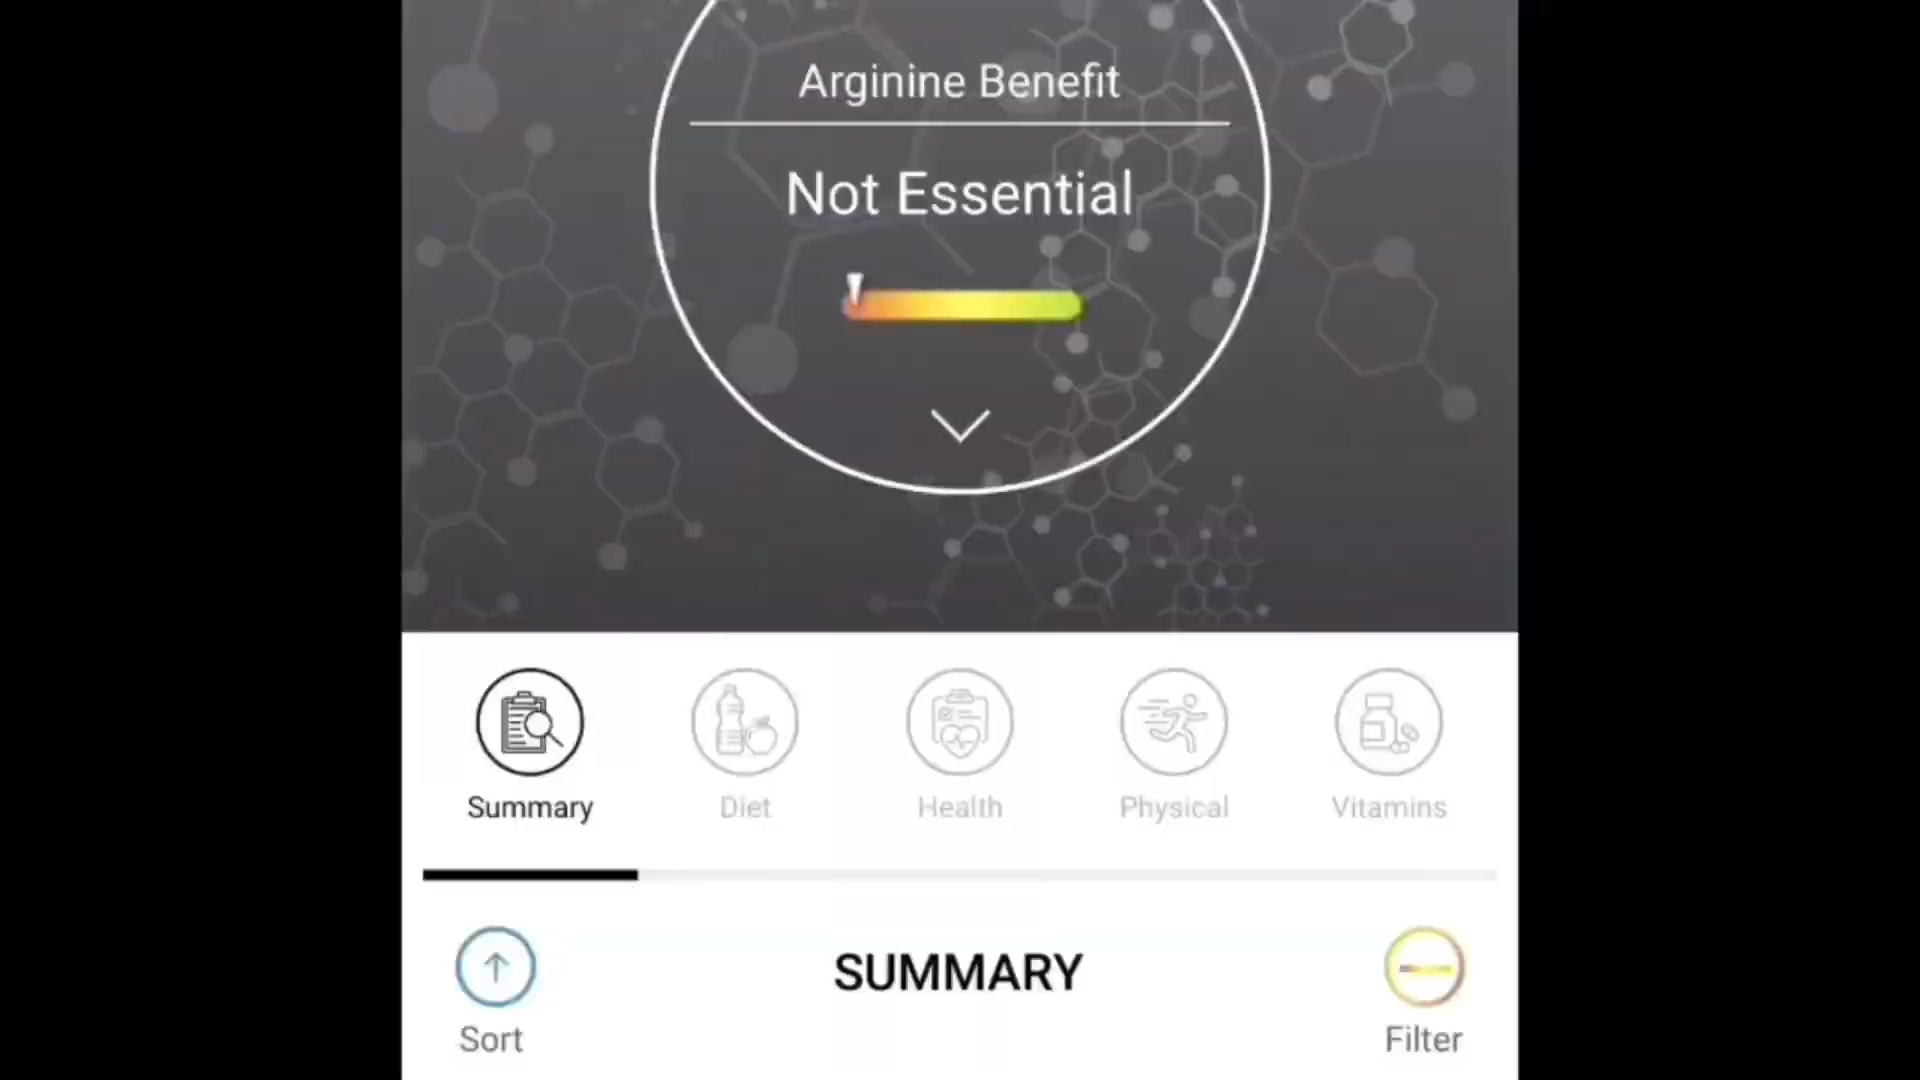 Arginine Benefit
Not Essential
Summary
Diet
Health
Physical
Vitamins
Sort
SUMMARY
Filter